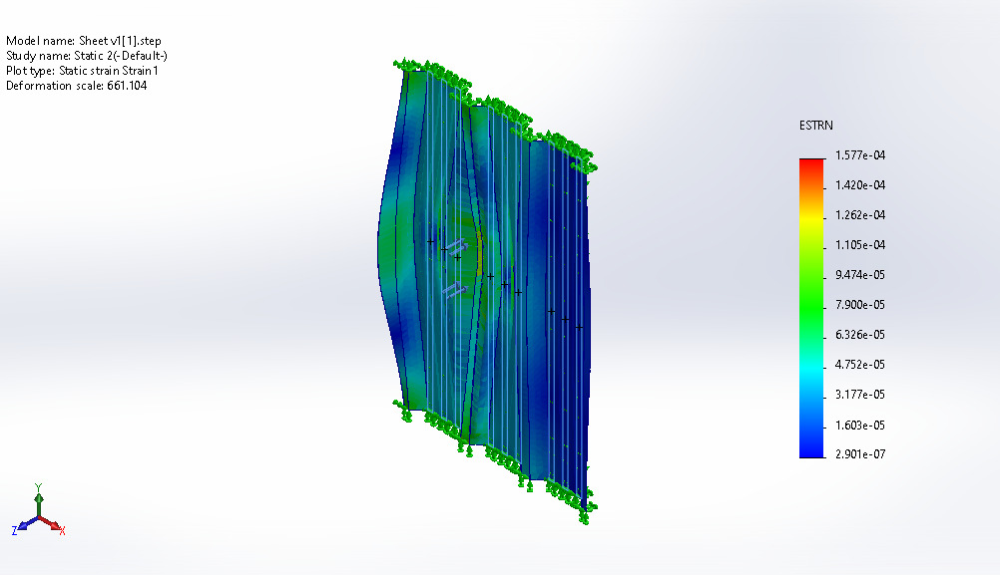 Model name: Sheet v1[1].step
Study name: Static 2(-Default-)
Plot type: Static strain Strain1
Deformation scale: 661.104
ESTRN
1.577e-04
1.420e-04
1.262e-04
1.105e-04
9.474e-05
7.900e-05
6.326e-05
4.752e-05
3.177e-05
1.603e-05
2.901e-07
Y
Z
X